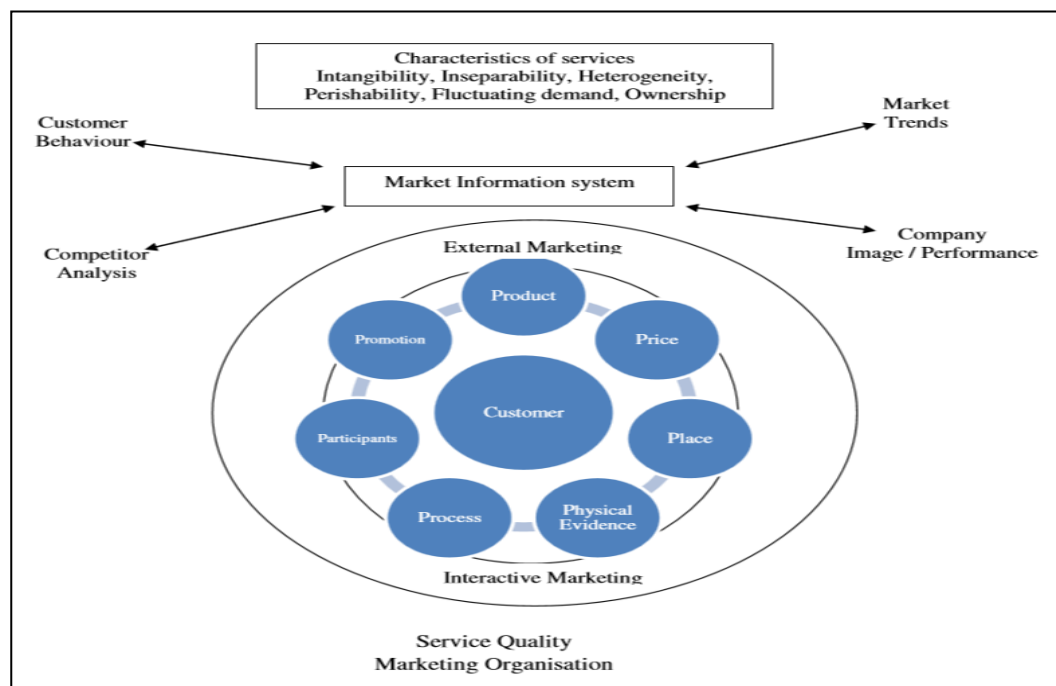 Characteristics of services
Intangibility, Inseparability, Heterogeneity,
Perishability, Fluctuating demand, Ownership
Customer
Behaviour
Market
Trends
Market Information system
Competitor
Analysis
Company
Image / Performance
External Marketing
Product
Promotion
Price
Customer
Participants
Place
Process
Physical
Evidence
Interactive Marketing
Service Quality
Marketing Organisation